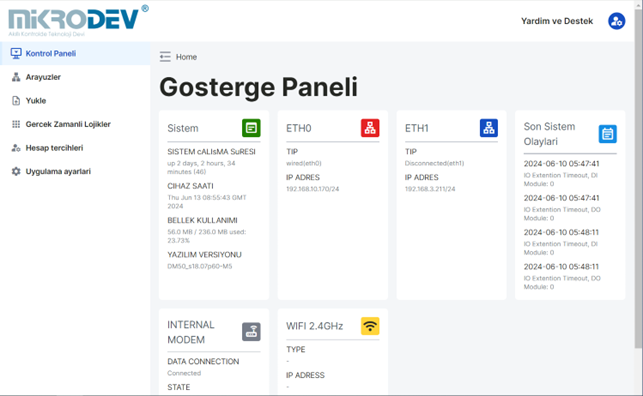 MiKRODEV®
Akıllı Kontrolde Teknoloji Devi
Yardim ve Destek
Kontrol Paneli
Arayuzler
Yukle
Gercek Zamanli Lojikler
Hesap tercihleri
Uygulama ayarlari
Home
Gosterge Paneli
Sistem
SISTEM cALIsMA SuRESI
up 2 days, 2 hours, 34
minutes (46)
CIHAZ SAATI
Thu Jun 13 08:55:43 GMT
2024
BELLEK KULLANIMI
56.0 MB / 236.0 MB used:
23.73%
YAZILIM VERSIYONU
DM50_s18.07p60-M5
ETH0
TIP
wired(eth0)
IP ADRES
192.168.10.170/24
ETH1
TIP
Disconnected(eth1)
IP ADRES
192.168.3.211/24
Son Sistem
Olaylari
2024-06-10 05:47:41
IO Extention Timeout, DI
Module: 0
2024-06-10 05:47:41
IO Extention Timeout, DO
Module: 0
2024-06-10 05:48:11
IO Extention Timeout, DI
Module: 0
2024-06-10 05:48:11
IO Extention Timeout, DO
Module: 0
INTERNAL
MODEM
DATA CONNECTION
Connected
STATE
WIFI 2.4GHz
TYPE
-
IP ADRESS
-